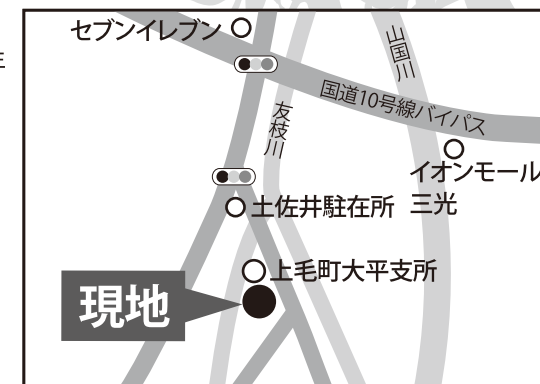 セブンイレブン
山国川
国道10号線バイパス
友枝川
イオンモール
三光
土佐井駐在所
上毛町大平支所
現地